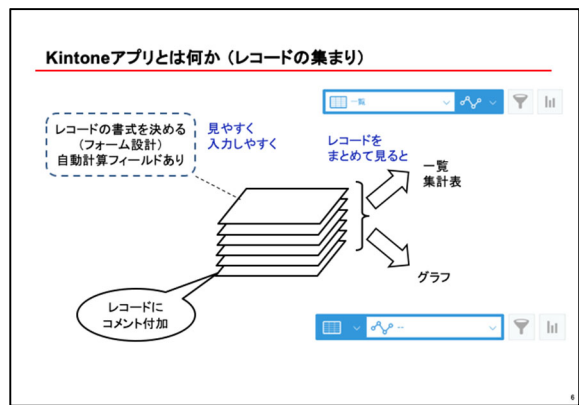 Kintoneアプリとは何か（レコードの集まり）
一覧
レコードの書式を決める
（フォーム設計）
自動計算フィールドあり
見やすく
入力しやすく
レコードを
まとめて見ると
一覧
集計表
グラフ
レコードに
コメント付加
--
6